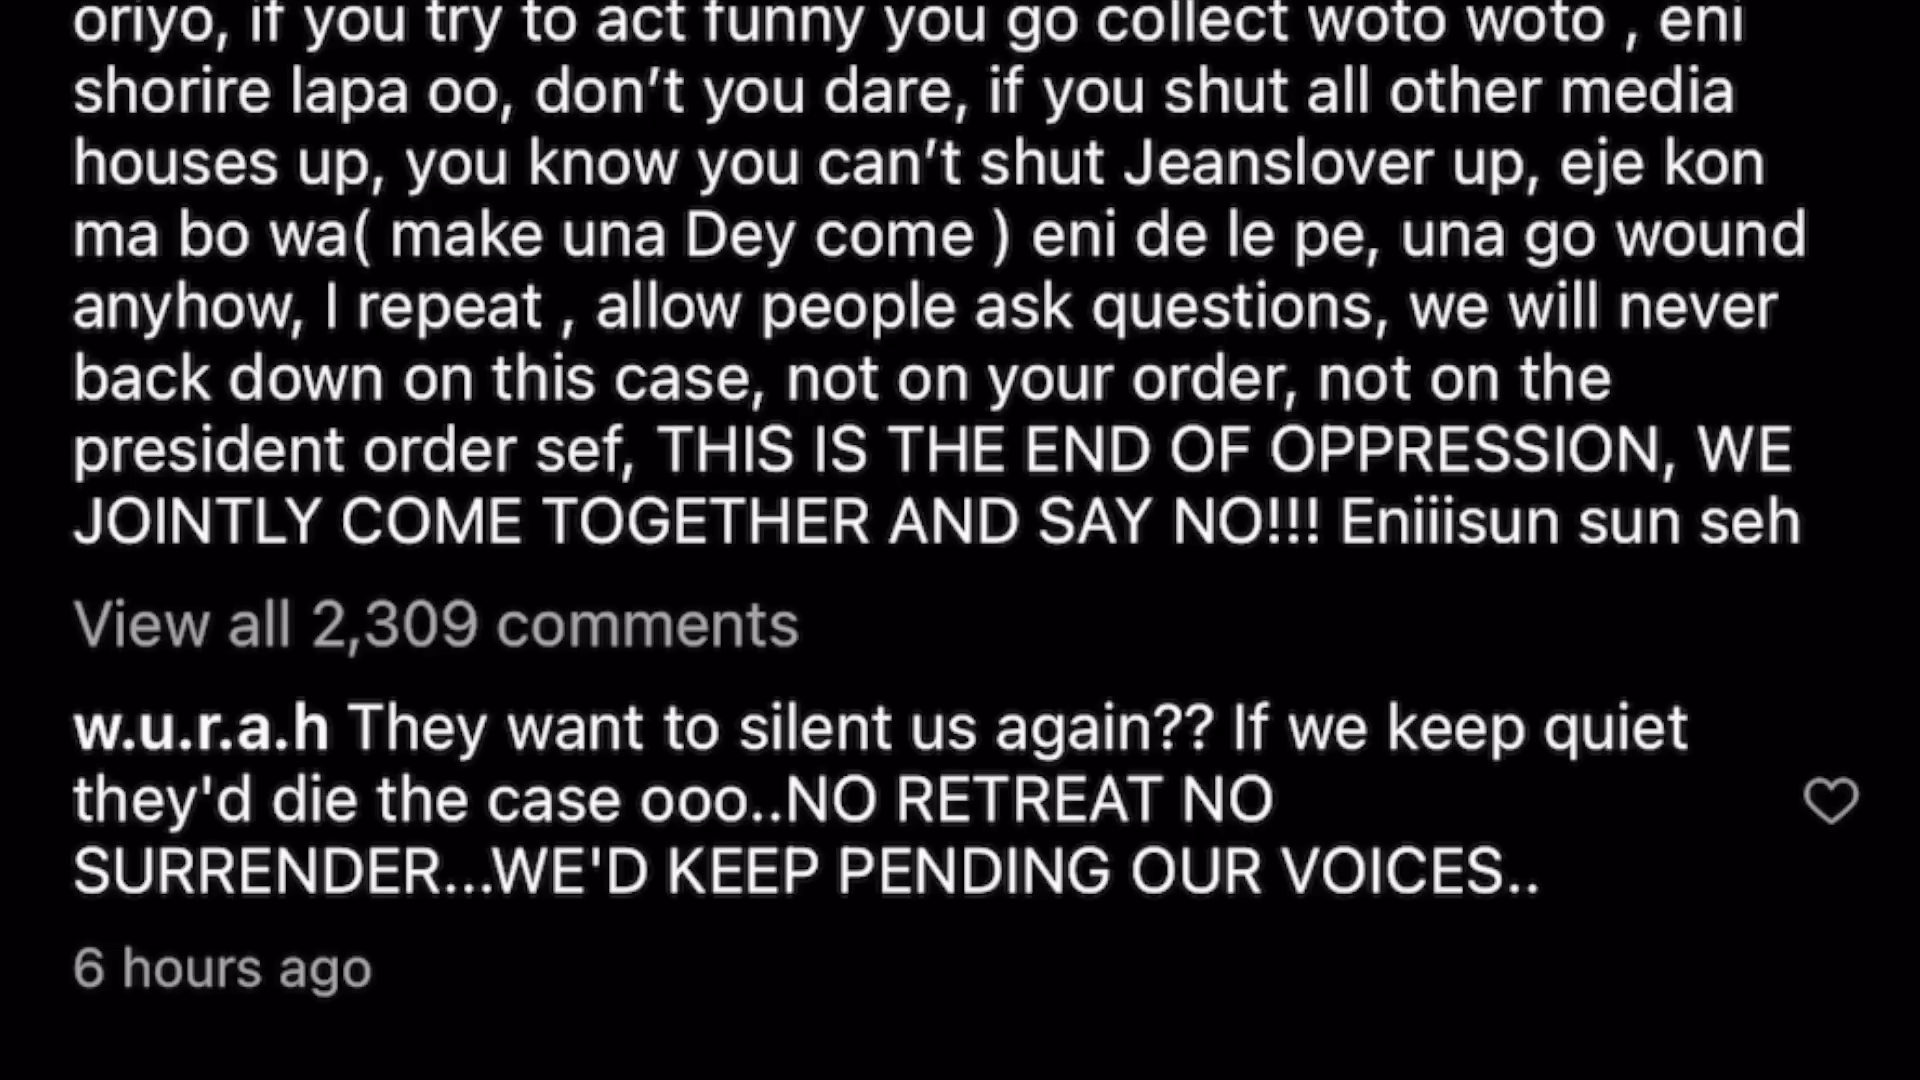 oriyo, if you try to act funny you go collect woto woto , eni
shorire lapa oo, don't you dare, if you shut all other media
houses up, you know you can't shut Jeanslover up, eje kon
ma bo wa( make una Dey come ) eni de le pe, una go wound
anyhow, I repeat , allow people ask questions, we will never
back down on this case, not on your order, not on the
president order sef, THIS IS THE END OF OPPRESSION, WE
JOINTLY COME TOGETHER AND SAY NO!!! Eniiisun sun seh
View all 2,309 comments
w.u.r.a.h They want to silent us again?? If we keep quiet
they'd die the case ooo..NO RETREAT NO
SURRENDER...WE'D KEEP PENDING OUR VOICES..
6 hours ago